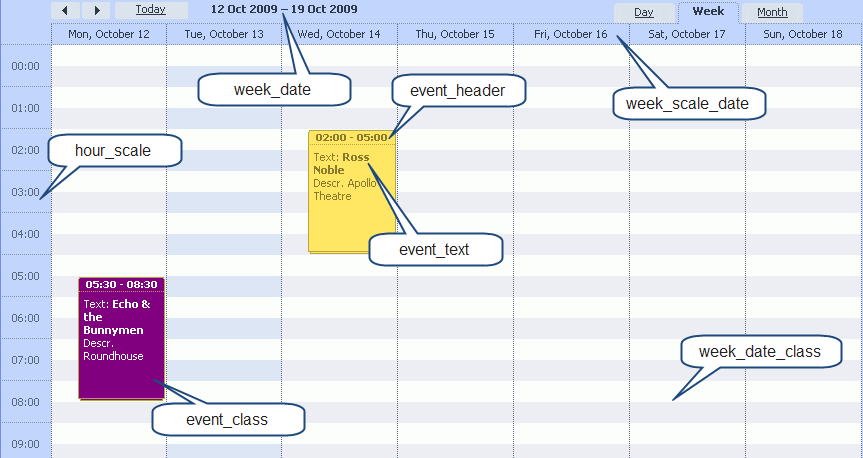 Today
12 Oct 2009 – 19 Oct 2009
Day
Week
Month
Mon, October 12
Tue, October 13
Wed, October 14
Thu, October 15
Fri, October 16
Sat, October 17
Sun, October 18
00:00
01:00
02:00
03:00
04:00
05:00
06:00
07:00
08:00
09:00
week_date
event_header
week_scale_date
hour_scale
02:00 - 05:00
Text: Ross
Noble
Descr. Apollo
Theatre
event_text
05:30 - 08:30
Text: Echo &
the
Bunnymen
Descr.
Roundhouse
week_date_class
event_class